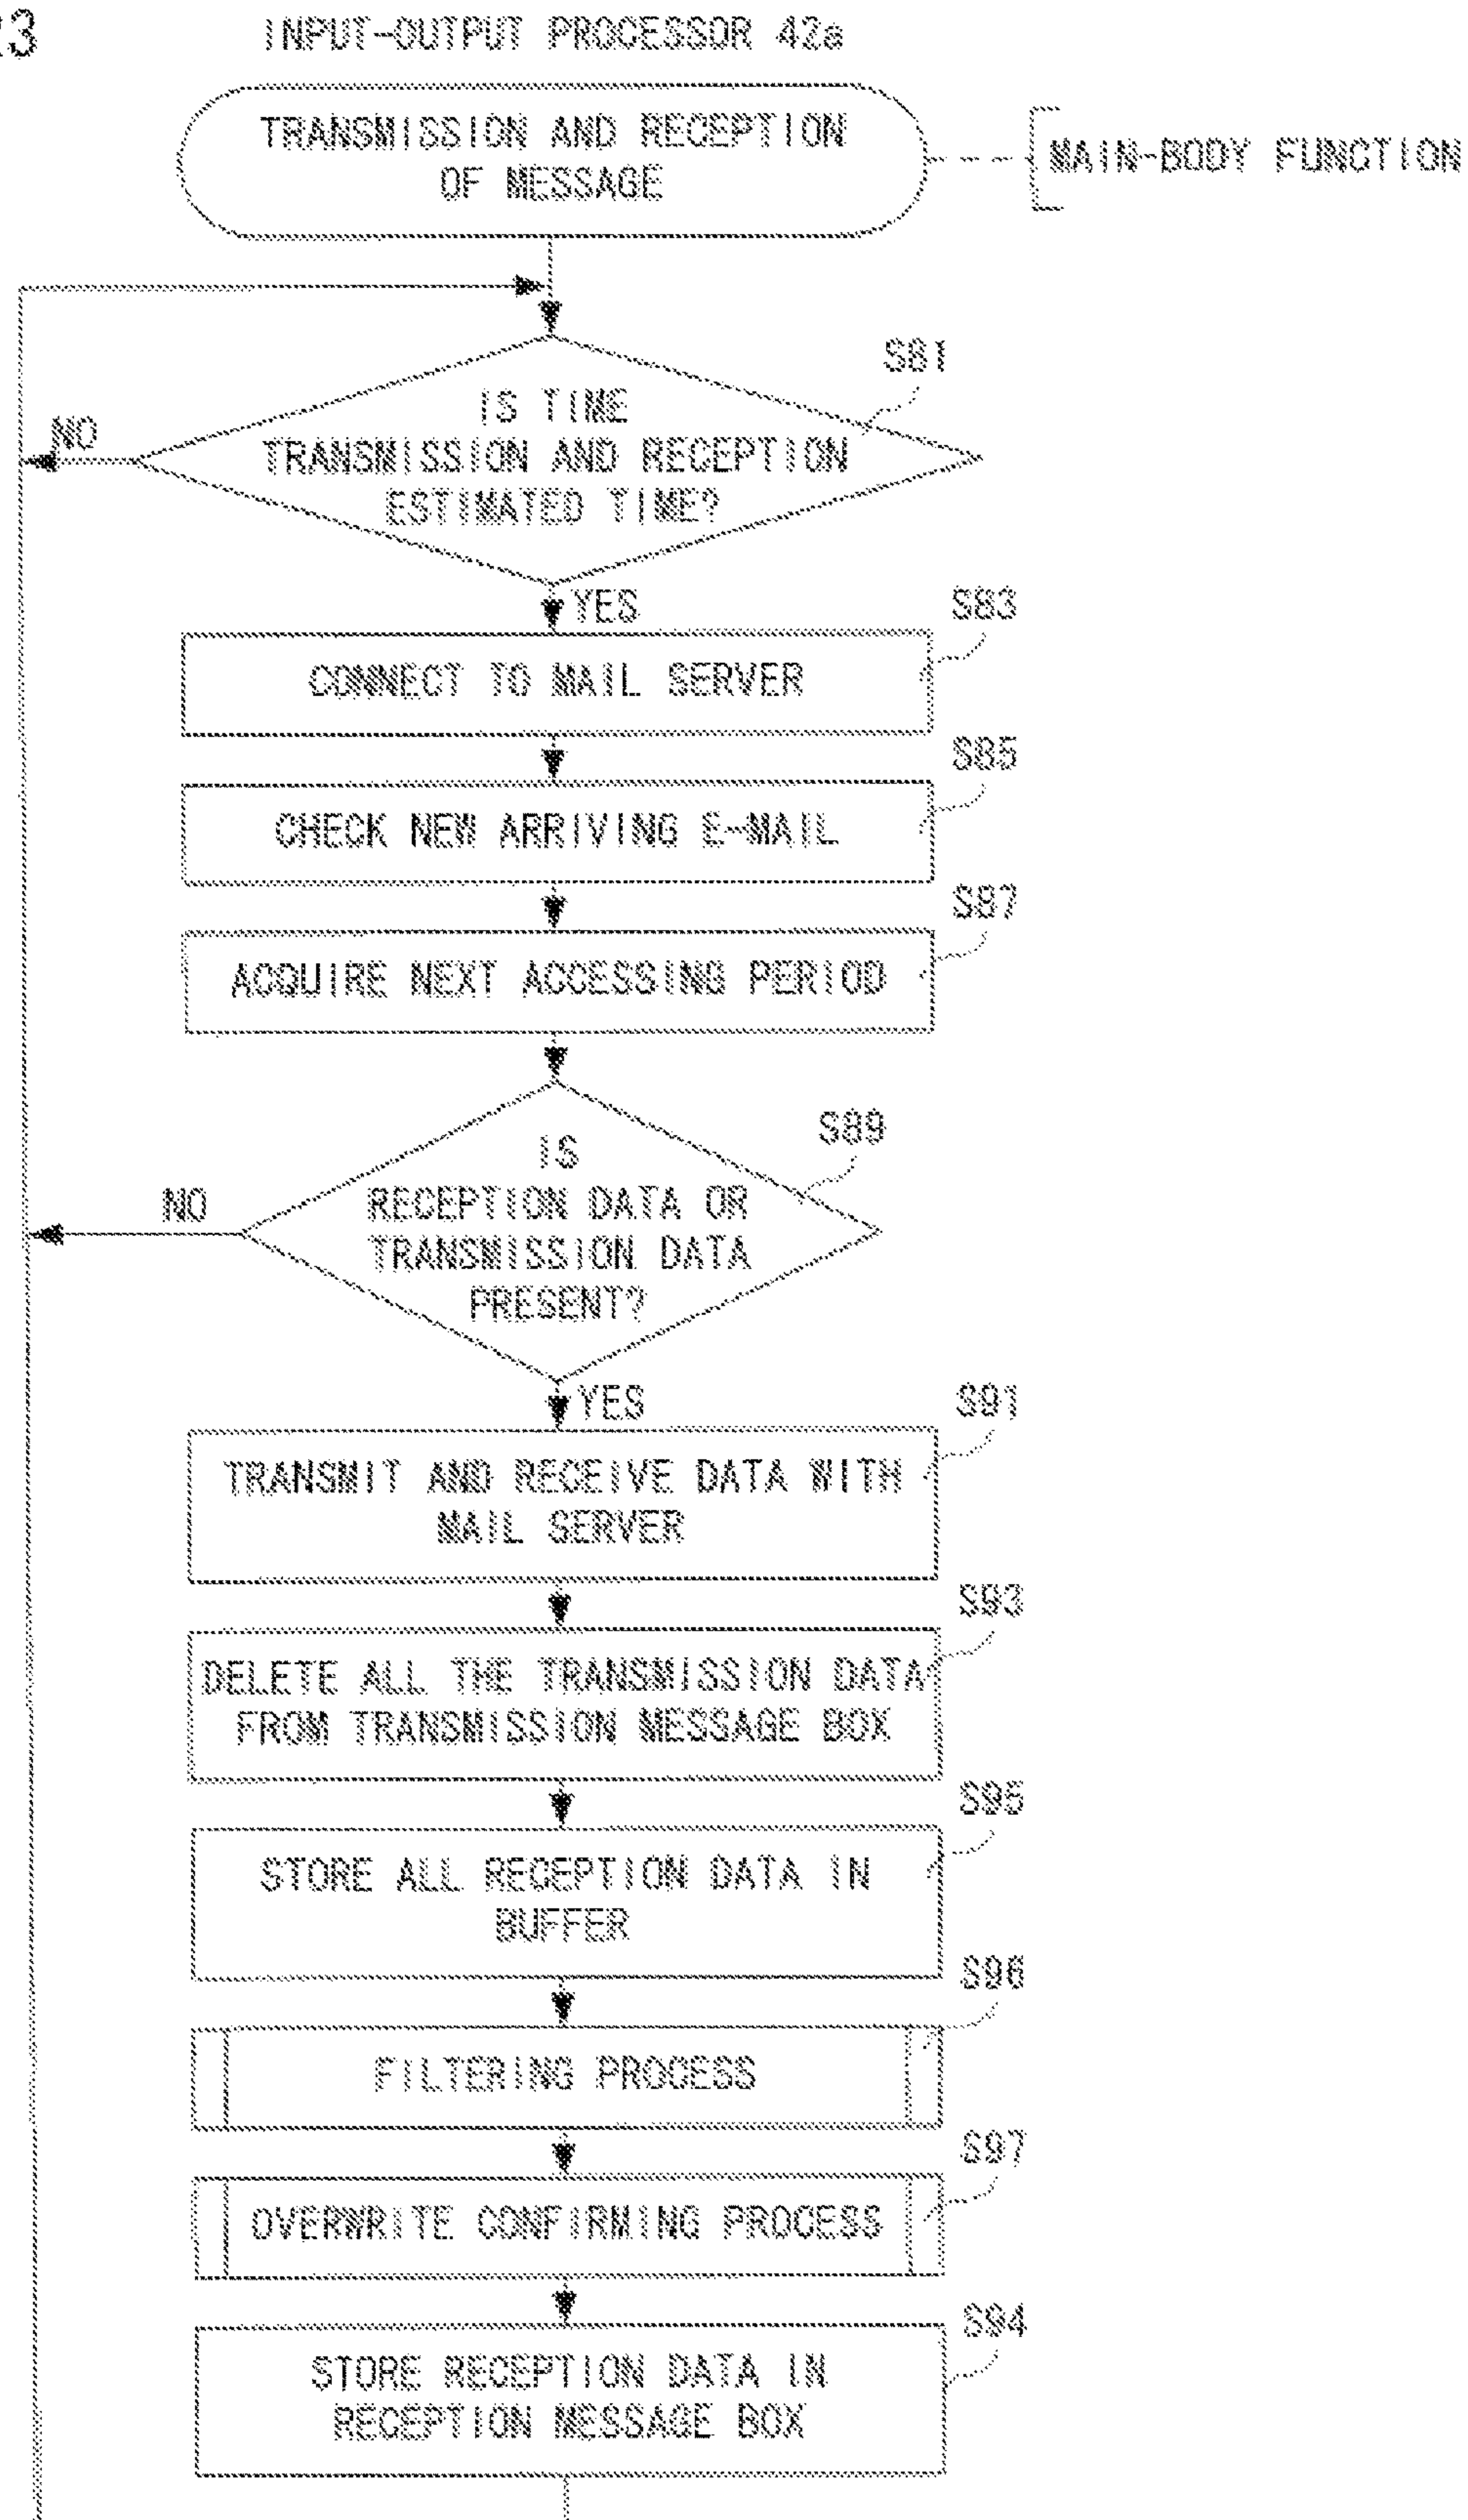 23
INPUT-OUTPUT PROCESSOR 42a
TRANSMISSION AND RECEPTION
OF MESSAGE
MAIN-BODY FUNCTION
S81
IS TIME
TRANSMISSION AND RECEPTION
ESTIMATED TIME?
NO
YES
S83
CONNECT TO MAIL SERVER
S85
CHECK NEW ARRIVING E-MAIL
S87
ACQUIRE NEXT ACCESSING PERIOD
S89
IS
RECEPTION DATA OR
TRANSMISSION DATA
PRESENT?
NO
YES
S91
TRANSMIT AND RECEIVE DATA WITH
MAIL SERVER
S93
DELETE ALL THE TRANSMISSION DATA
FROM TRANSMISSION MESSAGE BOX
S95
STORE ALL RECEPTION DATA IN
BUFFER
S96
FILTERING PROCESS
S97
OVERWRITE CONFIRMING PROCESS
S94
STORE RECEPTION DATA IN
RECEPTION MESSAGE BOX